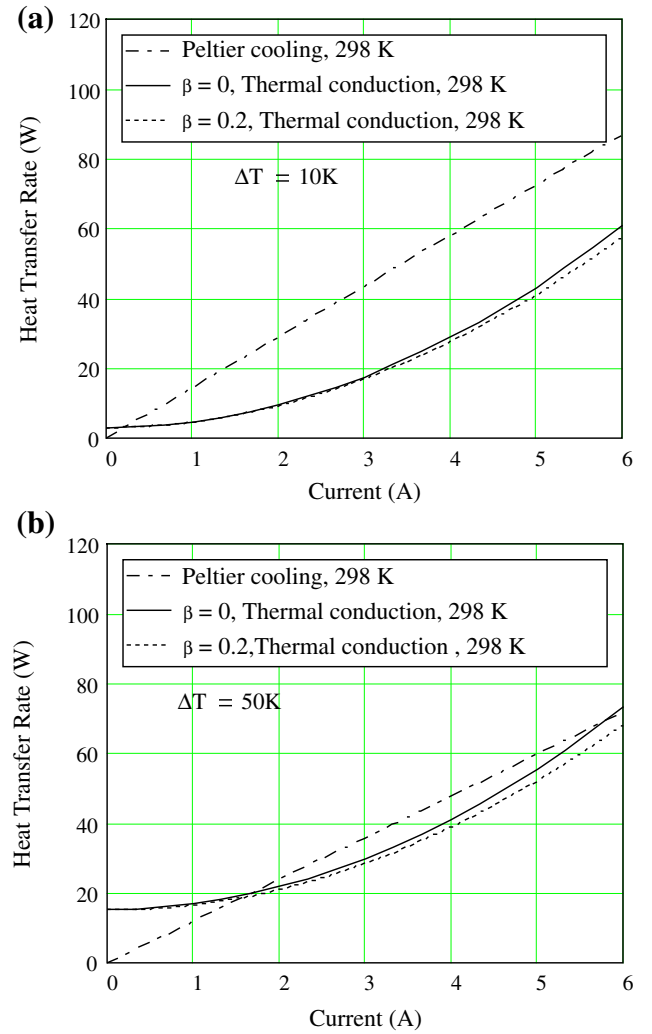 (a)
120
100
80
60
40
20
0
Heat Transfer Rate (W)
Peltier cooling, 298 K
β = 0, Thermal conduction, 298 K
β = 0.2, Thermal conduction, 298 K
ΔT = 10K
0 1 2 3 4 5 6
Current (A)
(b)
120
100
80
60
40
20
0
Heat Transfer Rate (W)
Peltier cooling, 298 K
β = 0, Thermal conduction, 298 K
β = 0.2,Thermal conduction , 298 K
ΔT = 50K
0 1 2 3 4 5 6
Current (A)